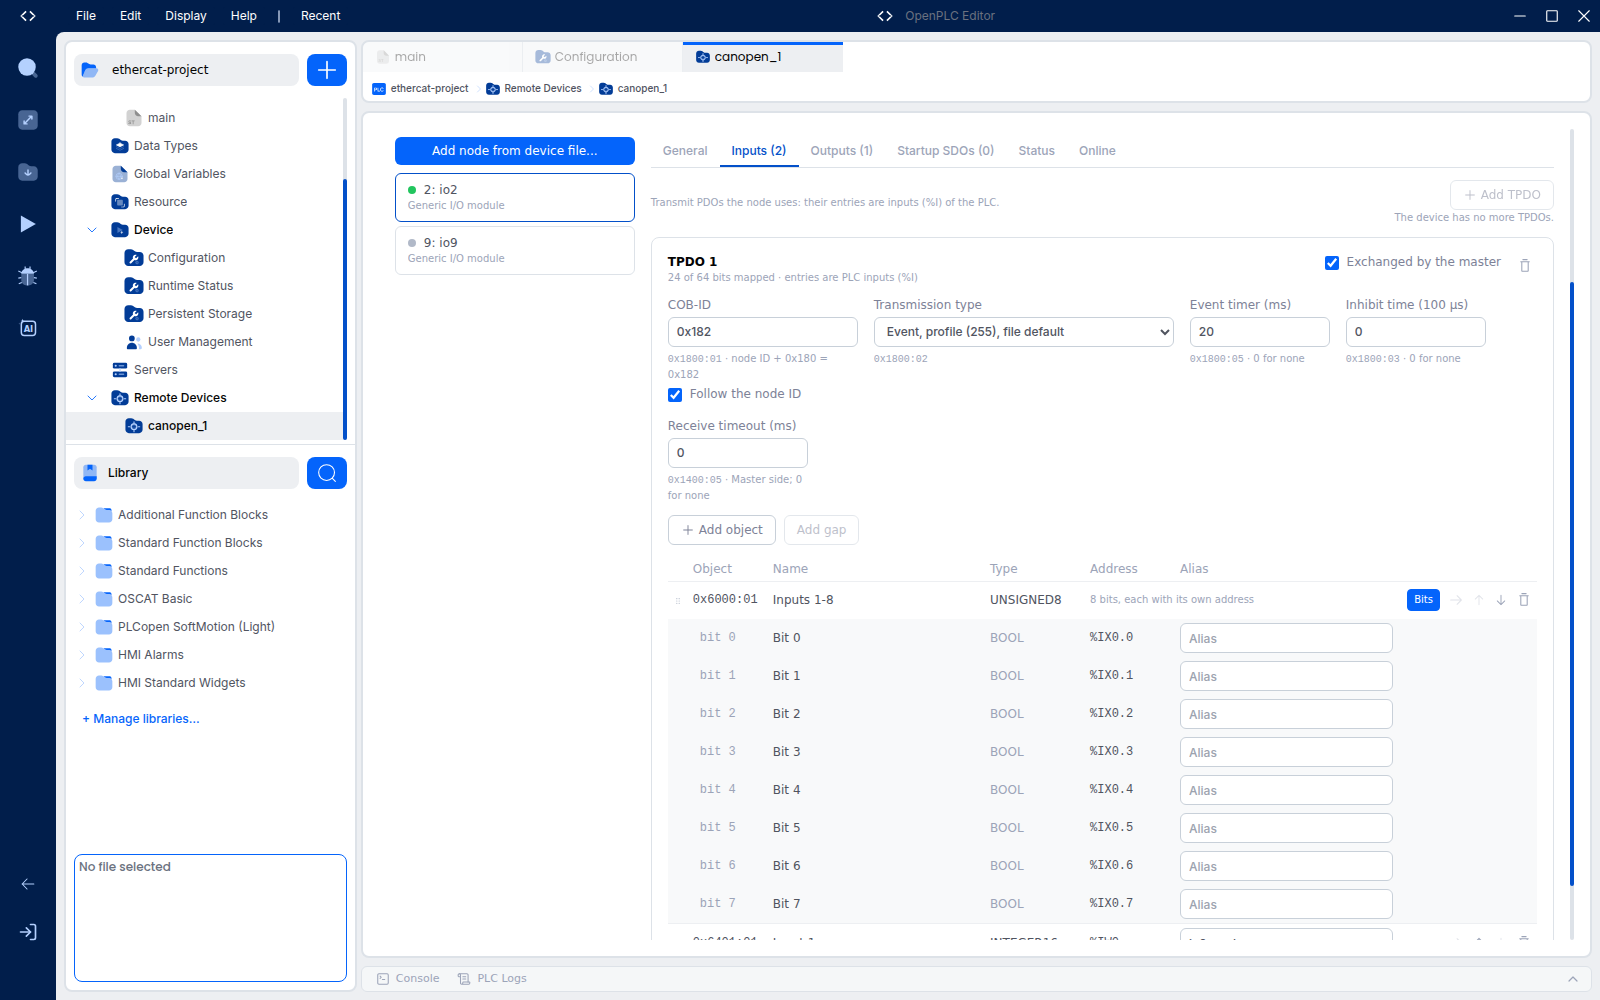 File
Edit
Display
Help
|
Recent
OpenPLC Editor
ethercat-project
main
Data Types
Global Variables
Resource
Device
Configuration
Runtime Status
Persistent Storage
User Management
Servers
Remote Devices
canopen_1
Library
Additional Function Blocks
Standard Function Blocks
Standard Functions
OSCAT Basic
PLCopen SoftMotion (Light)
HMI Alarms
HMI Standard Widgets
+ Manage libraries...
No file selected
AI
main
Configuration
canopen_1
PLC ethercat-project
Remote Devices
canopen_1
Add node from device file...
2: io2
Generic I/O module
9: io9
Generic I/O module
General
Inputs (2)
Outputs (1)
Startup SDOs (0)
Status
Online
Transmit PDOs the node uses: their entries are inputs (%I) of the PLC.
+ Add TPDO
The device has no more TPDOs.
TPDO 1
24 of 64 bits mapped · entries are PLC inputs (%I)
Exchanged by the master
COB-ID
Transmission type
Event timer (ms)
Inhibit time (100 µs)
0x182
Event, profile (255), file default
20
0
0x1800:01 · node ID + 0x180 =
0x182
0x1800:02
0x1800:05 · 0 for none
0x1800:03 · 0 for none
Follow the node ID
Receive timeout (ms)
0
0x1400:05 · Master side; 0
for none
+ Add object
Add gap
Object Name Type Address Alias
0x6000:01 Inputs 1-8 UNSIGNED8 8 bits, each with its own address Bits
bit 0 Bit 0 BOOL %IX0.0 Alias
bit 1 Bit 1 BOOL %IX0.1 Alias
bit 2 Bit 2 BOOL %IX0.2 Alias
bit 3 Bit 3 BOOL %IX0.3 Alias
bit 4 Bit 4 BOOL %IX0.4 Alias
bit 5 Bit 5 BOOL %IX0.5 Alias
bit 6 Bit 6 BOOL %IX0.6 Alias
bit 7 Bit 7 BOOL %IX0.7 Alias
Console
PLC Logs